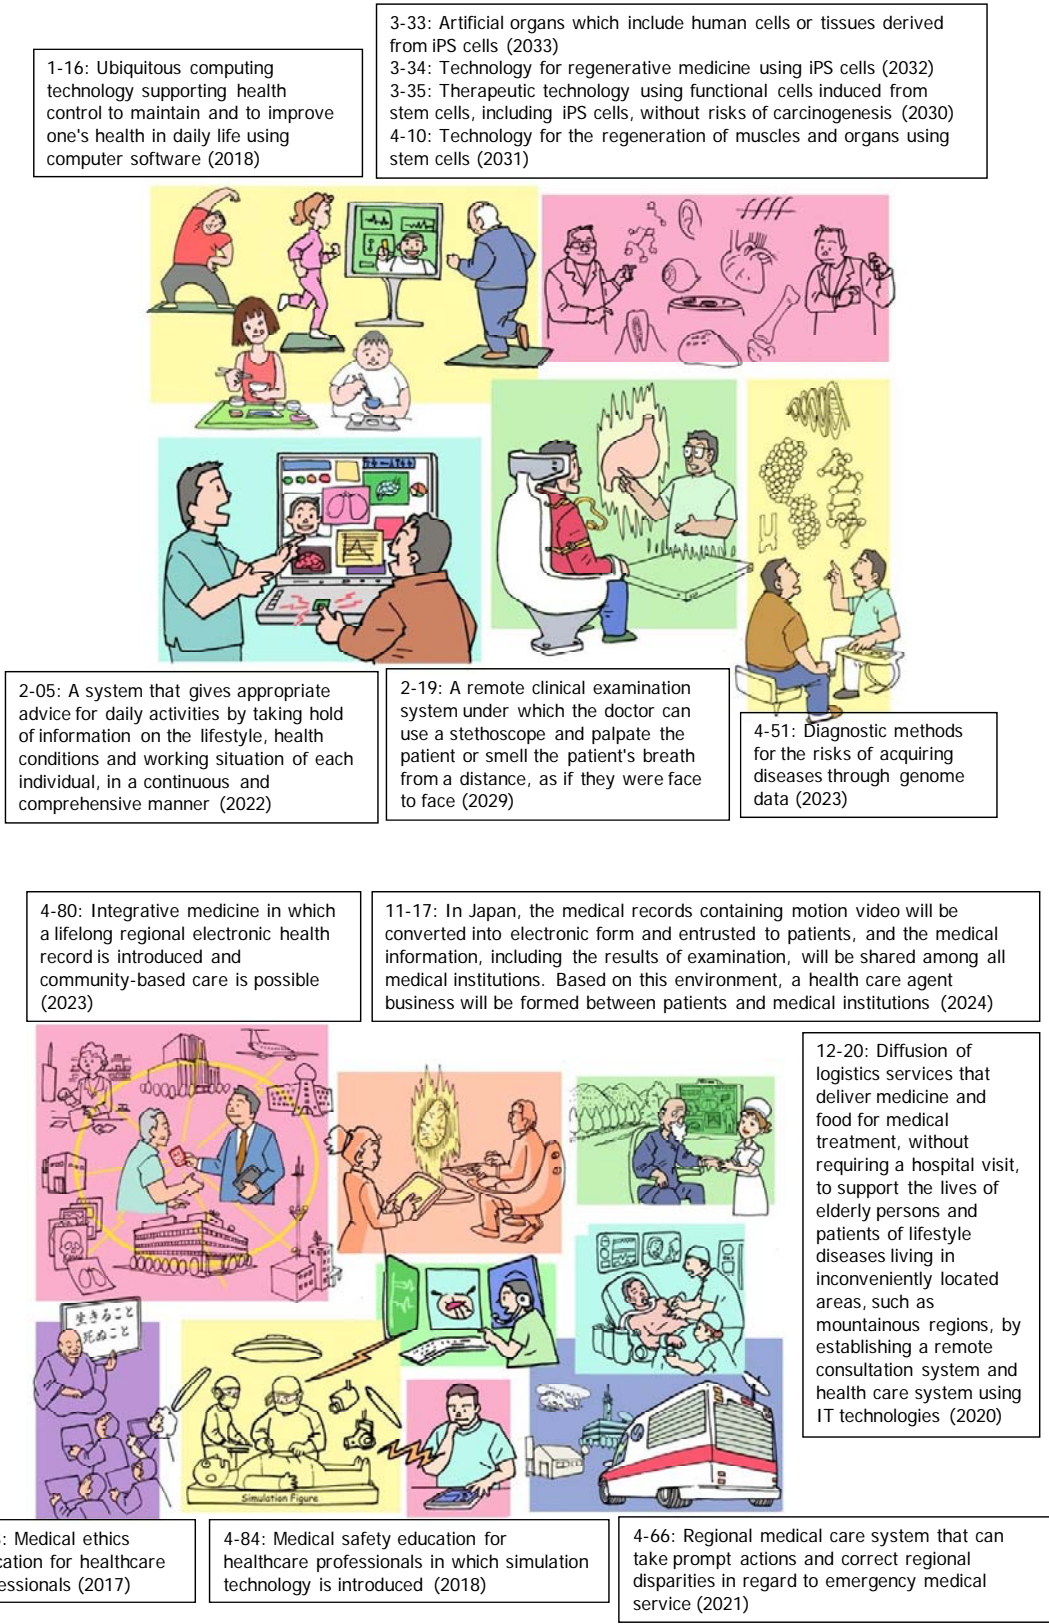 1-16: Ubiquitous computing
technology supporting health
control to maintain and to improve
one's health in daily life using
computer software (2018)
3-33: Artificial organs which include human cells or tissues derived
from iPS cells (2033)
3-34: Technology for regenerative medicine using iPS cells (2032)
3-35: Therapeutic technology using functional cells induced from
stem cells, including iPS cells, without risks of carcinogenesis (2030)
4-10: Technology for the regeneration of muscles and organs using
stem cells (2031)
2-05: A system that gives appropriate
advice for daily activities by taking hold
of information on the lifestyle, health
conditions and working situation of each
individual, in a continuous and
comprehensive manner (2022)
2-19: A remote clinical examination
system under which the doctor can
use a stethoscope and palpate the
patient or smell the patient's breath
from a distance, as if they were face
to face (2029)
4-51: Diagnostic methods
for the risks of acquiring
diseases through genome
data (2023)
4-80: Integrative medicine in which
a lifelong regional electronic health
record is introduced and
community-based care is possible
(2023)
11-17: In Japan, the medical records containing motion video will be
converted into electronic form and entrusted to patients, and the medical
information, including the results of examination, will be shared among all
medical institutions. Based on this environment, a health care agent
business will be formed between patients and medical institutions (2024)
12-20: Diffusion of
logistics services that
deliver medicine and
food for medical
treatment, without
requiring a hospital visit,
to support the lives of
elderly persons and
patients of lifestyle
diseases living in
inconveniently located
areas, such as
mountainous regions, by
establishing a remote
consultation system and
health care system using
IT technologies (2020)
生きること
死ぬこと
Simulation Figure
: Medical ethics
cation for healthcare
essionals (2017)
4-84: Medical safety education for
healthcare professionals in which simulation
technology is introduced (2018)
4-66: Regional medical care system that can
take prompt actions and correct regional
disparities in regard to emergency medical
service (2021)